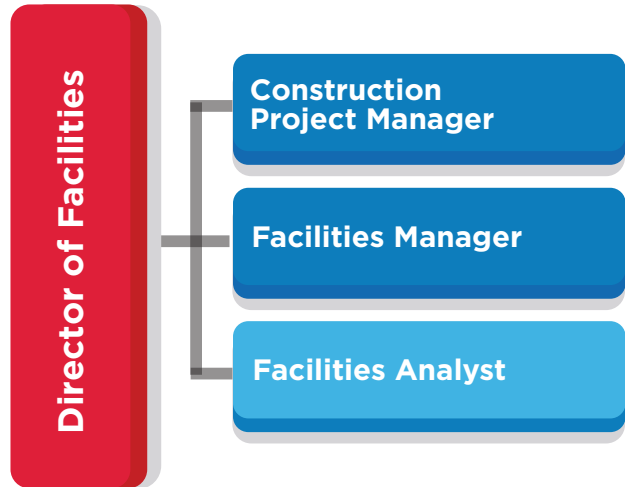 Director of Facilities
Construction
Project Manager
Facilities Manager
Facilities Analyst